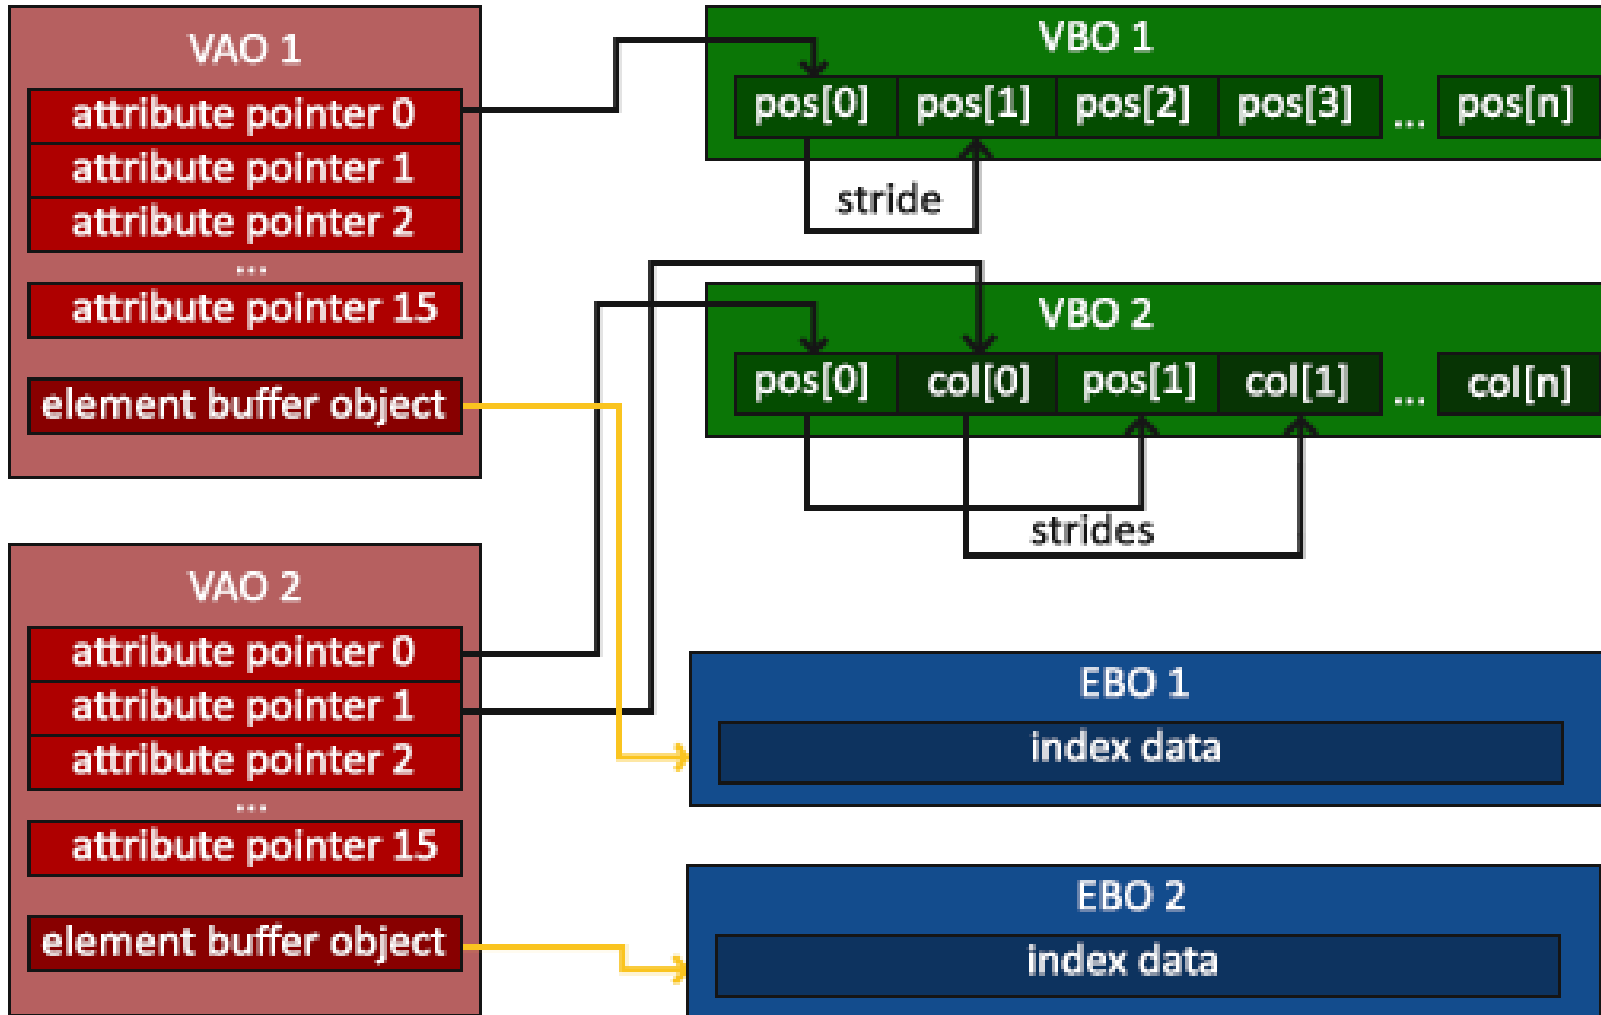 VAO 1
attribute pointer 0
attribute pointer 1
attribute pointer 2
...
attribute pointer 15
element buffer object
VBO 1
pos[0] pos[1] pos[2] pos[3] ... pos[n]
stride
VBO 2
pos[0] col[0] pos[1] col[1] ... col[n]
strides
VAO 2
attribute pointer 0
attribute pointer 1
attribute pointer 2
...
attribute pointer 15
element buffer object
EBO 1
index data
EBO 2
index data